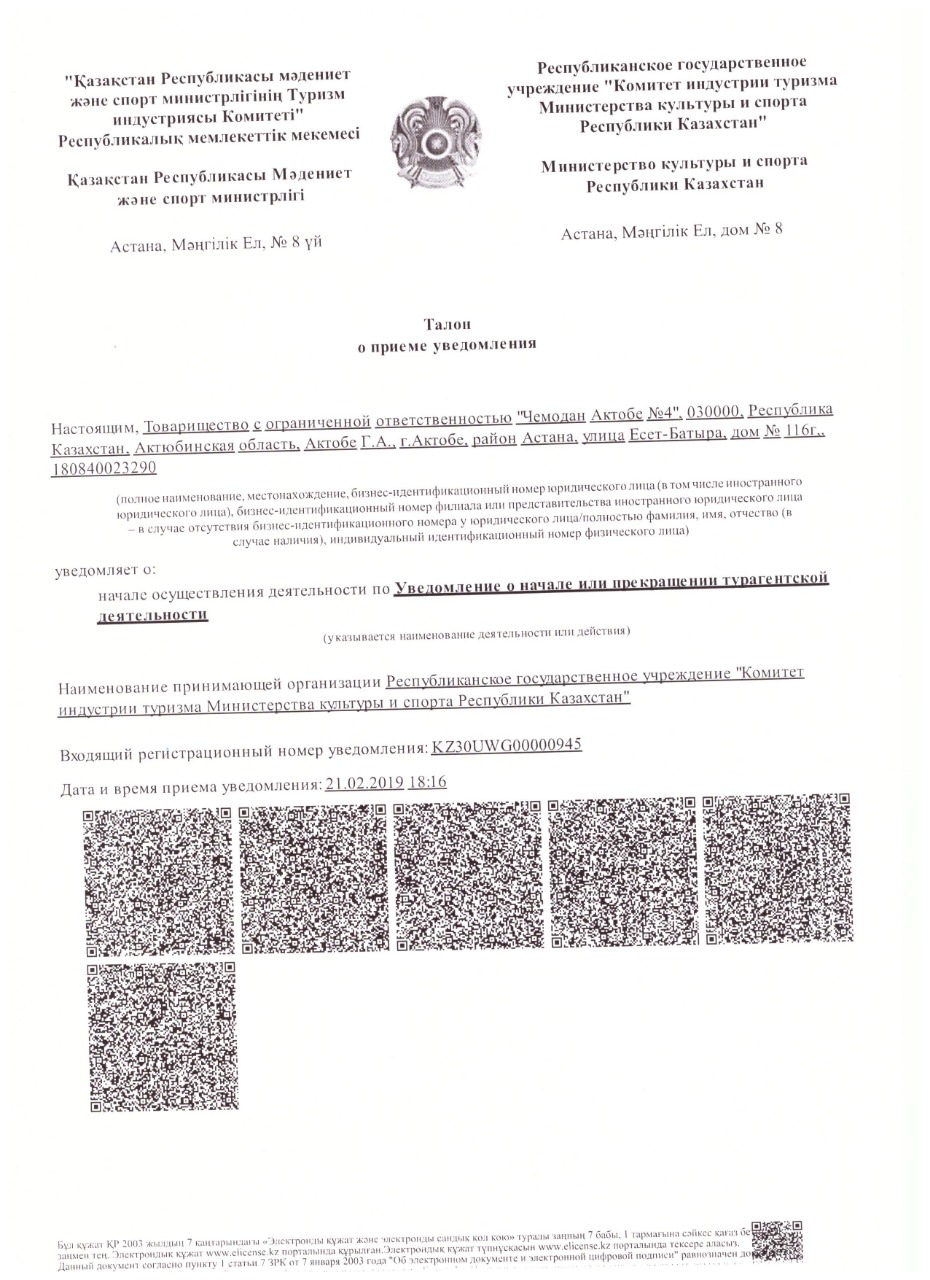 "Қазақстан Республикасы мәдениет
және спорт министрлігінің Туризм
индустриясы Комитеті"
Республикалық мемлекеттік мекемесі
Қазақстан Республикасы Мәдениет
және спорт министрлігі
Астана, Мәңгілік Ел, № 8 үй
Республиканское государственное
учреждение "Комитет индустрии туризма
Министерства культуры и спорта
Республики Казахстан"
Министерство культуры и спорта
Республики Казахстан
Астана, Мәңгілік Ел, дом № 8
Талон
о приеме уведомления
Настоящим, Товарищество с ограниченной ответственностью "Чемодан Актобе №4", 030000, Республика
Казахстан, Актюбинская область, Актобе Г.А., г.Актобе, район Астана, улица Есет-Батыра, дом № 116г,,
180840023290
(полное наименование, местонахождение, бизнес-идентификационный номер юридического лица (в том числе иностранного
юридического лица), бизнес-идентификационный номер филиала или представительства иностранного юридического лица
– в случае отсутствия бизнес-идентификационного номера у юридического лица/полностью фамилия, имя, отчество (в
случае наличия), индивидуальный идентификационный номер физического лица)
уведомляет о:
начале осуществления деятельности по Уведомление о начале или прекращении турагентской
деятельности
(указывается наименование деятельности или действия)
Наименование принимающей организации Республиканское государственное учреждение "Комитет
индустрии туризма Министерства культуры и спорта Республики Казахстан"
Входящий регистрационный номер уведомления: KZ30UWG00000945
Дата и время приема уведомления: 21.02.2019 18:16
Бұл құжат ҚР 2003 жылдың 7 қаңтарындағы «Электронды құжат және электронды сандық қол қою» туралы заңның 7 бабы, 1 тармағына сәйкес қағаз бе
заңмен тең. Электрондық құжат www.elicense.kz порталында құрылған.Электрондық құжат түпнұсқасын www.elicense.kz порталында тексере аласыз.
Данный документ согласно пункту 1 статьи 7 ЗРК от 7 января 2003 года "Об электронном документе и электронной цифровой подписи" равнозначен до